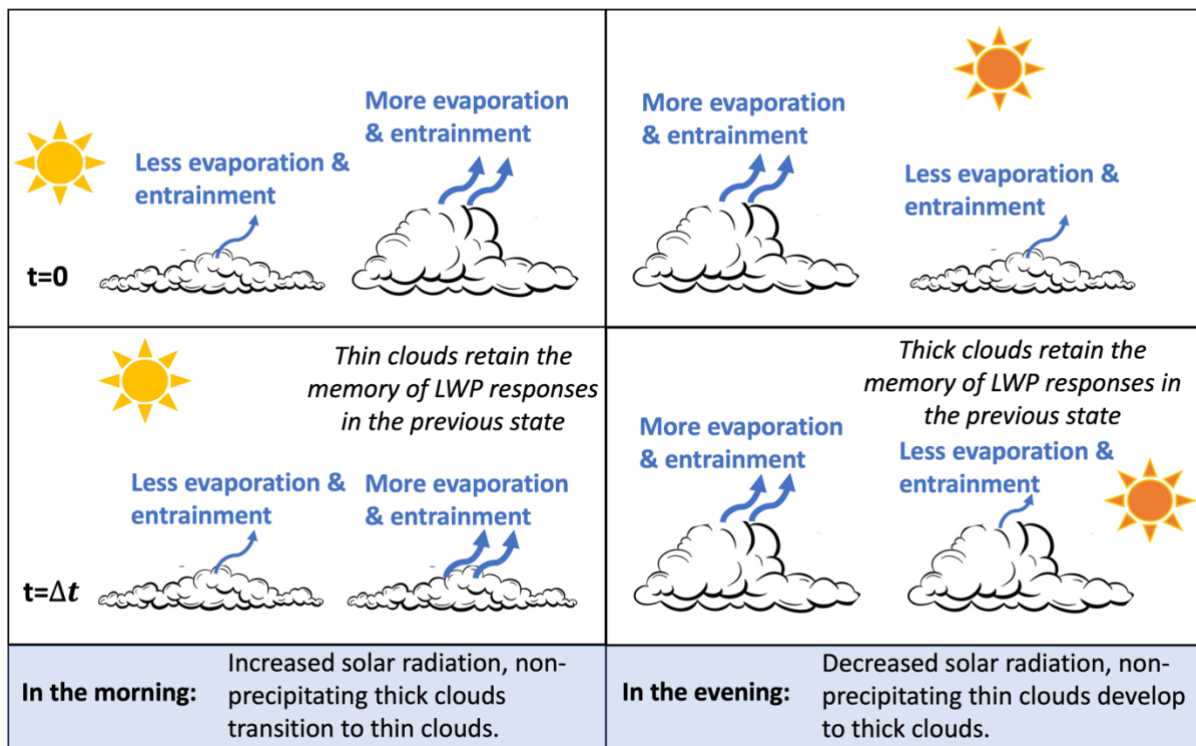 More evaporation
& entrainment
Less evaporation &
entrainment
t=0
More evaporation
& entrainment
Less evaporation &
entrainment
Thin clouds retain the
memory of LWP responses
in the previous state
Less evaporation &
entrainment
More evaporation
& entrainment
t=Δt
Thick clouds retain the
memory of LWP responses in
the previous state
More evaporation
& entrainment
Less evaporation &
entrainment
In the morning:
Increased solar radiation, non-
precipitating thick clouds
transition to thin clouds.
In the evening:
Decreased solar radiation, non-
precipitating thin clouds develop
to thick clouds.